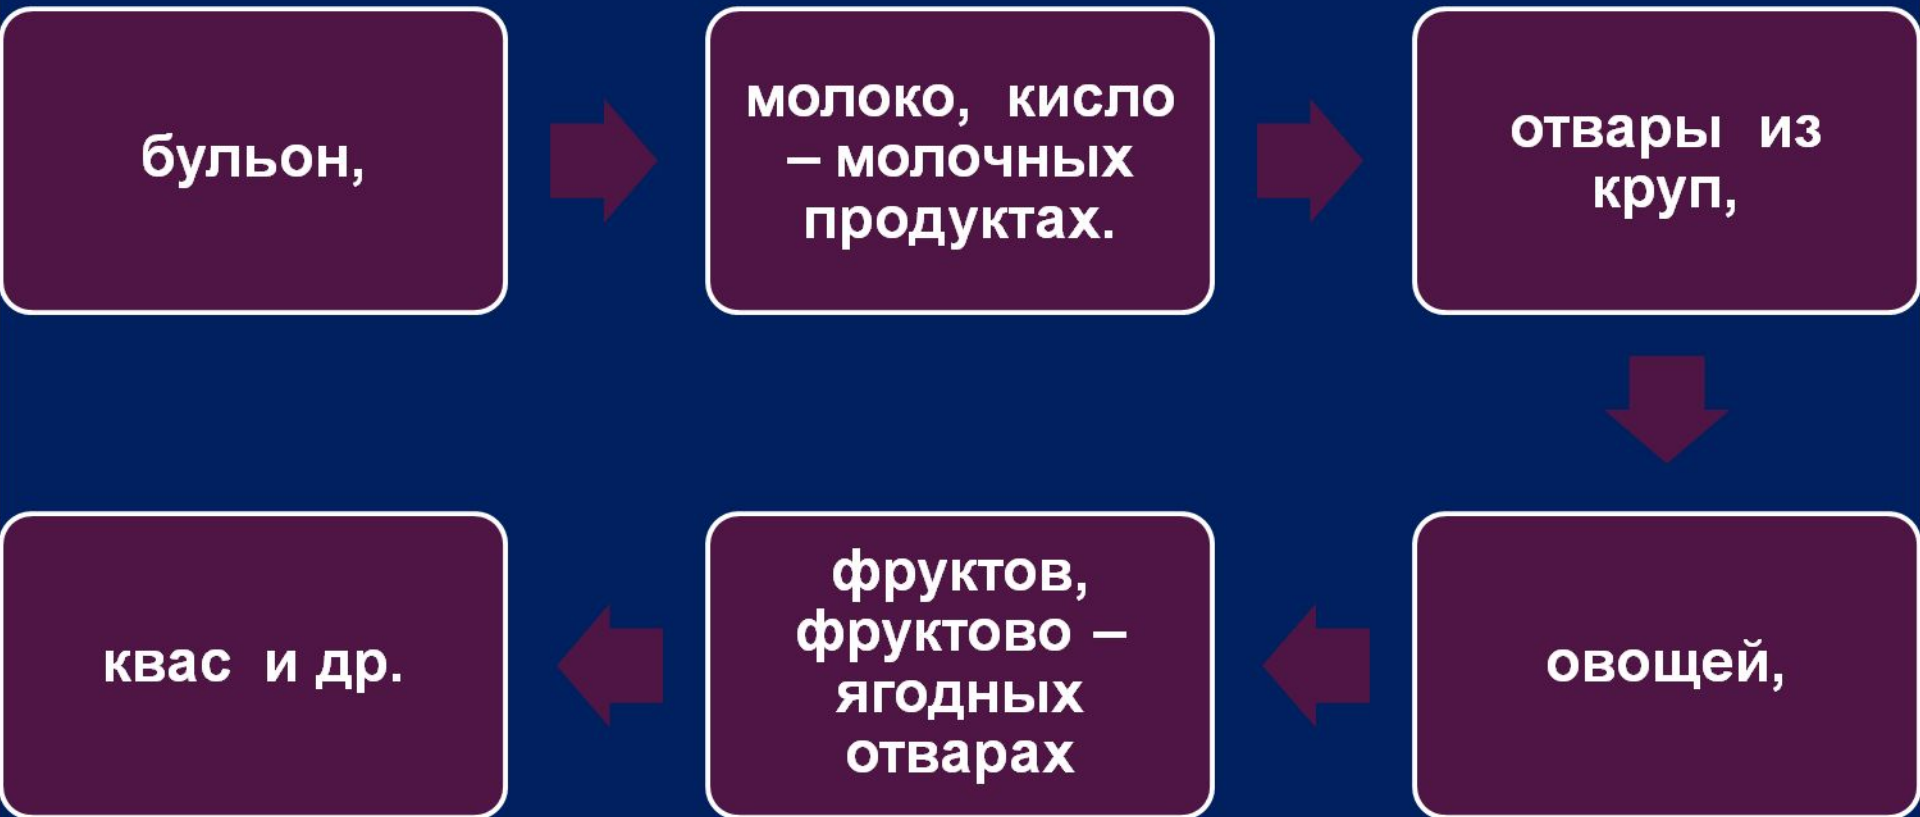 бульон,
молоко, кисло
– молочных
продуктах.
отвары из
круп,
овощей,
фруктов,
фруктово –
ягодных
отварах
квас и др.